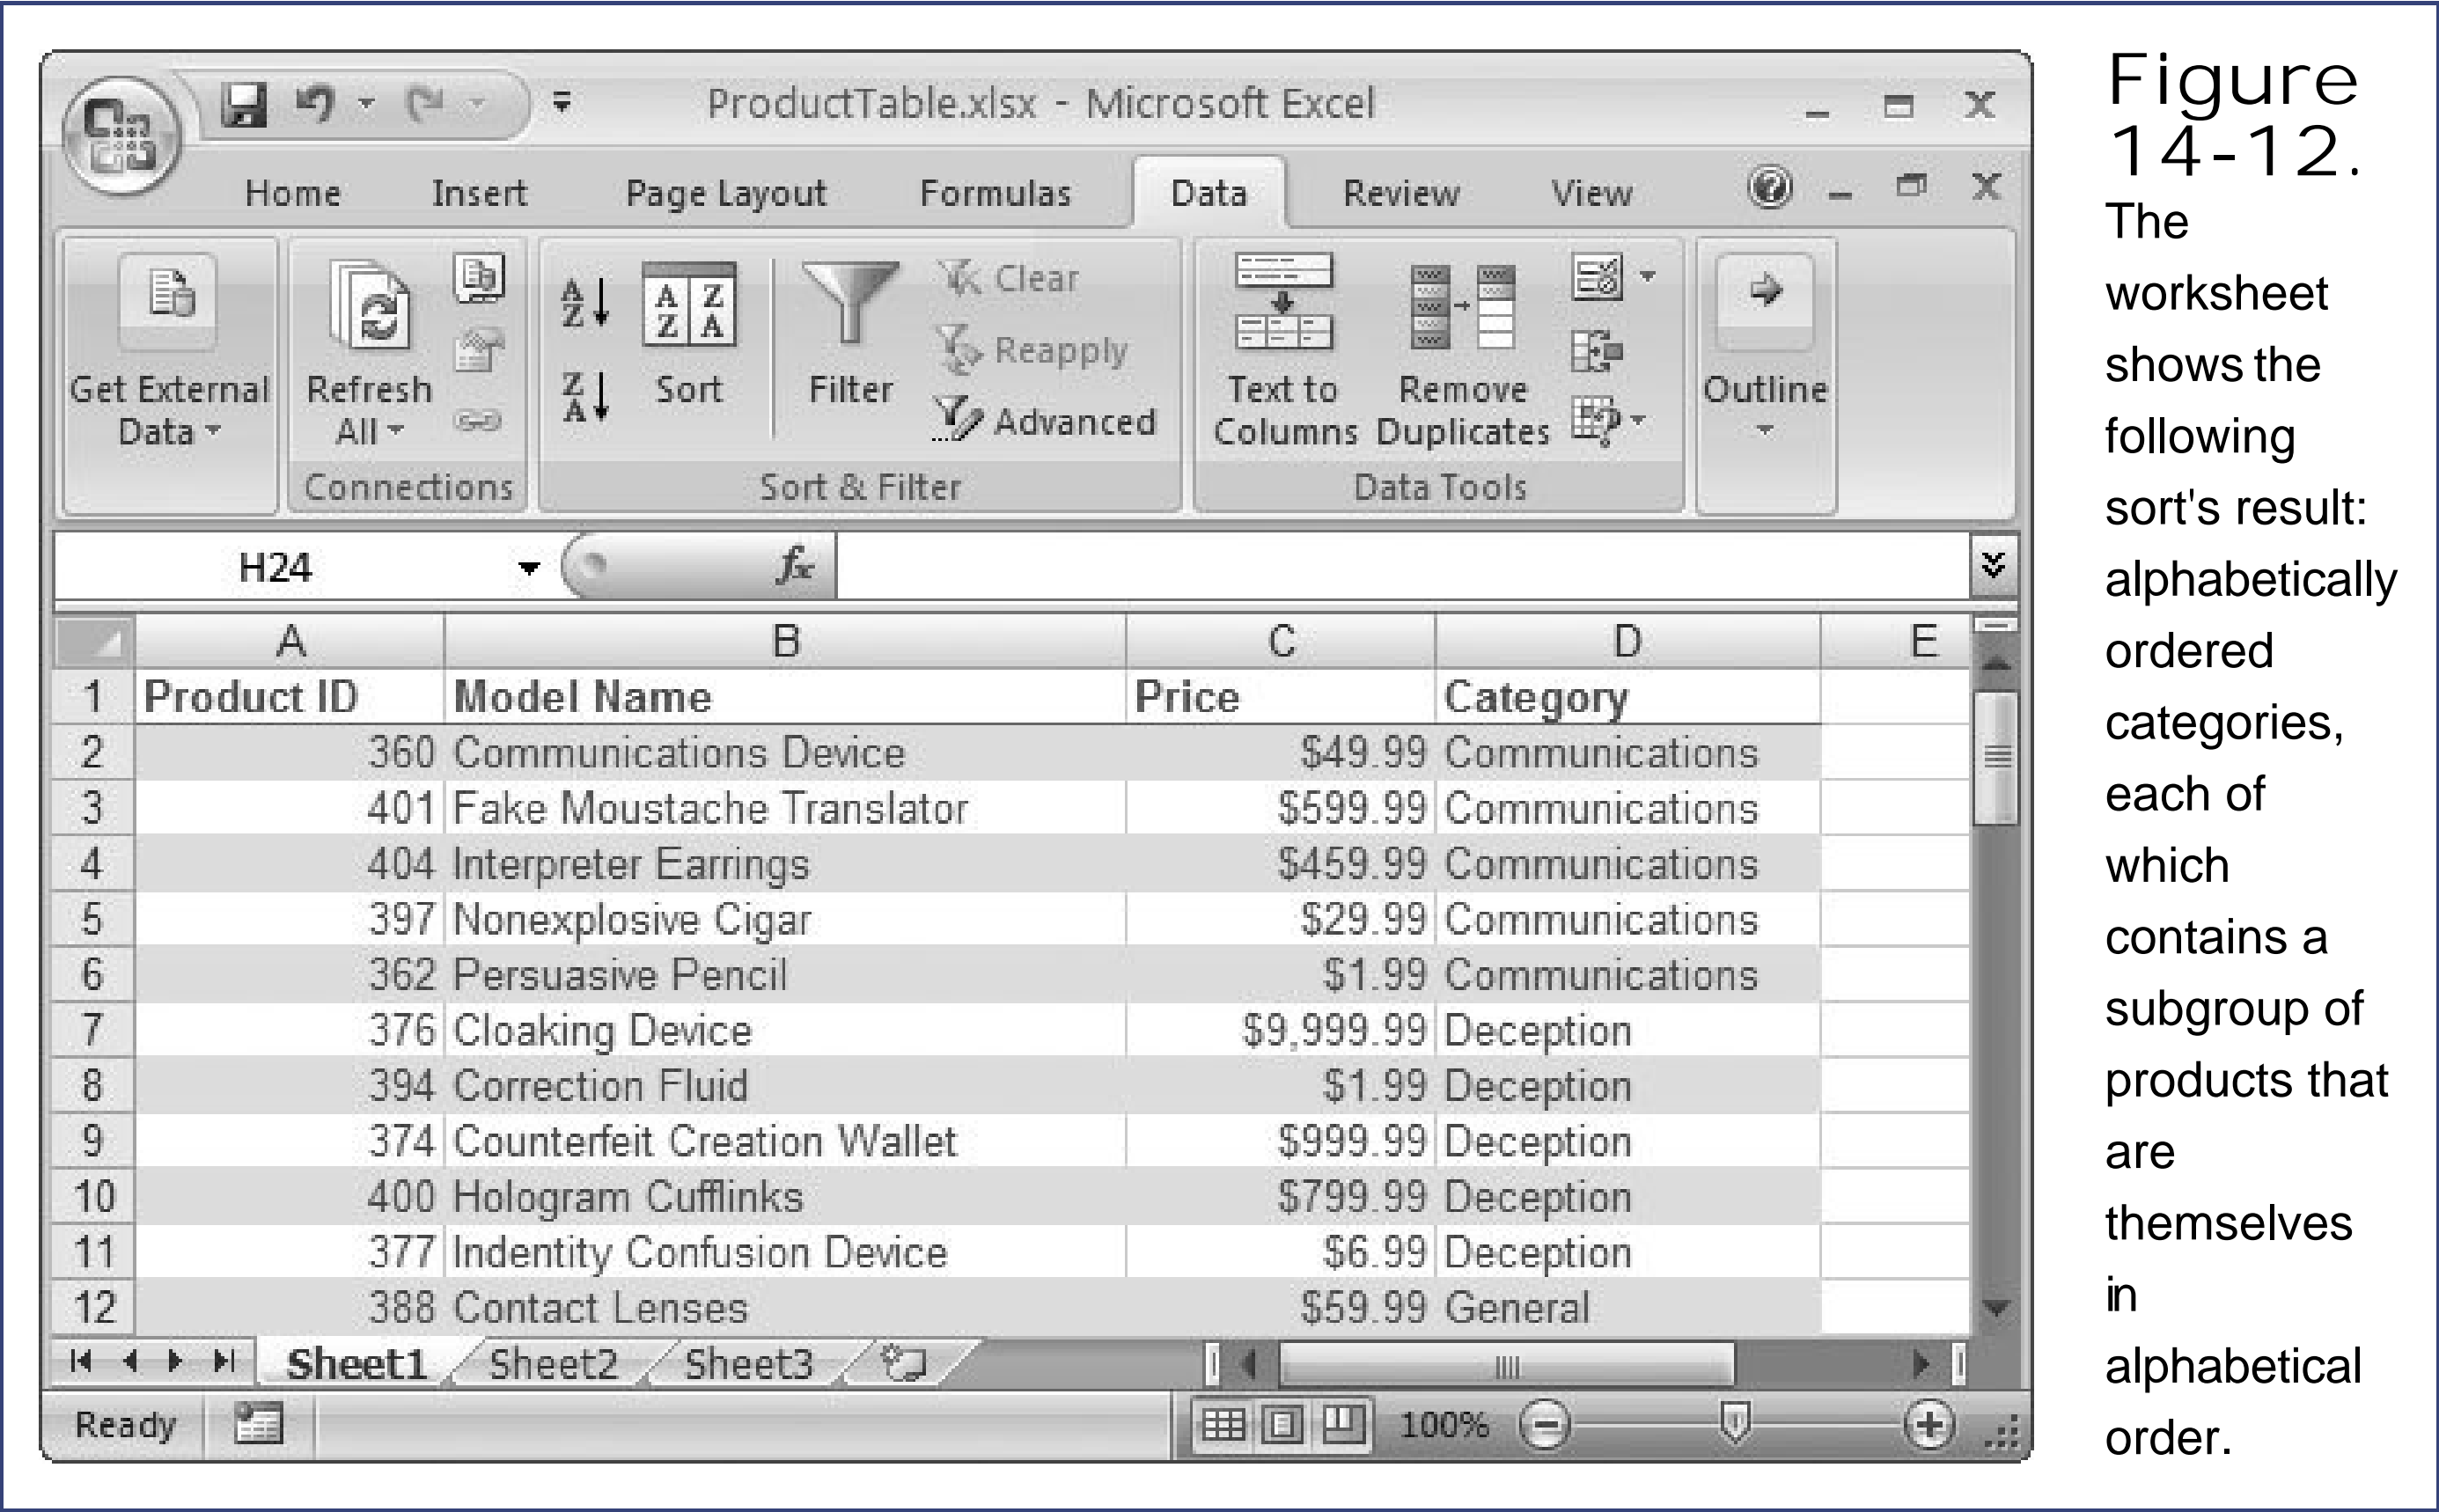 ProductTable.xlsx - Microsoft Excel
Home Insert Page Layout Formulas Data Review View
Get External Data
Refresh All
Connections
A Z
Z A
A Z Z A
Sort
Filter
Clear
Reapply
Advanced
Sort & Filter
Text to Columns
Remove Duplicates
Data Tools
Outline
H24 fx
A B C D E
1 Product ID Model Name Price Category
2 360 Communications Device $49.99 Communications
3 401 Fake Moustache Translator $599.99 Communications
4 404 Interpreter Earrings $459.99 Communications
5 397 Nonexplosive Cigar $29.99 Communications
6 362 Persuasive Pencil $1.99 Communications
7 376 Cloaking Device $9,999.99 Deception
8 394 Correction Fluid $1.99 Deception
9 374 Counterfeit Creation Wallet $999.99 Deception
10 400 Hologram Cufflinks $799.99 Deception
11 377 Indentity Confusion Device $6.99 Deception
12 388 Contact Lenses $59.99 General
Sheet1 Sheet2 Sheet3
Ready 100%
Figure
14-12.
The
worksheet
shows the
following
sort's result:
alphabetically
ordered
categories,
each of
which
contains a
subgroup of
products that
are
themselves
in
alphabetical
order.